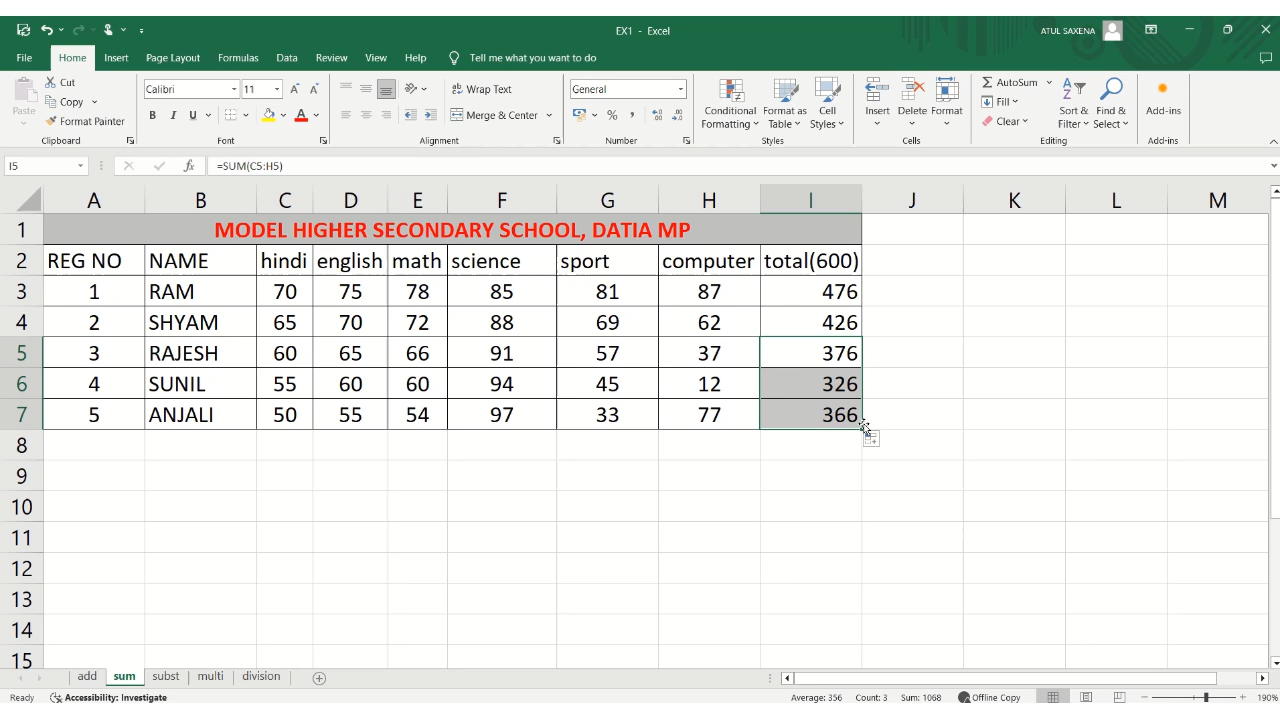 EX1 - Excel
ATUL SAXENA
File Home Insert Page Layout Formulas Data Review View Help Tell me what you want to do
Paste
Cut
Copy
Format Painter
Calibri 11
B I U
Wrap Text
Merge & Center
General
Conditional Formatting
Format as Table
Cell Styles
Insert Delete Format
AutoSum
Fill
Clear
Sort & Filter
Find & Select
Add-ins
Clipboard Font Alignment Number Styles Cells Editing Add-ins
I5 fx =SUM(C5:H5)
A B C D E F G H I J K L M
1 MODEL HIGHER SECONDARY SCHOOL, DATIA MP
2 REG NO NAME hindi english math science sport computer total(600)
3 1 RAM 70 75 78 85 81 87 476
4 2 SHYAM 65 70 72 88 69 62 426
5 3 RAJESH 60 65 66 91 57 37 376
6 4 SUNIL 55 60 60 94 45 12 326
7 5 ANJALI 50 55 54 97 33 77 366
8
9
10
11
12
13
14
15
add sum subst multi division
Ready Accessibility: Investigate Average: 356 Count: 3 Sum: 1068 Offline Copy 190%